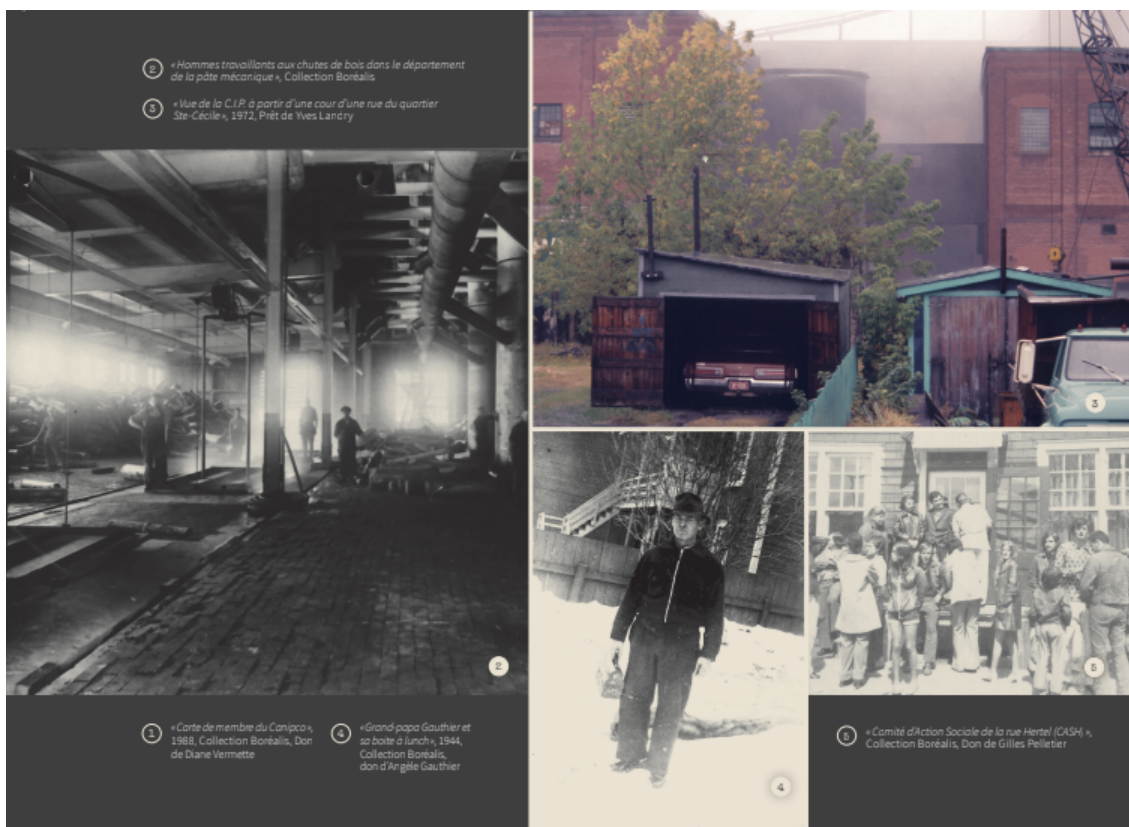 2 «Hommes travaillants aux chutes de bois dans le département
de la pâte mécanique», Collection Boréalis
3 «Vue de la C.I.P. à partir d'une cour d'une rue du quartier
Ste-Cécile», 1972, Prêt de Yves Landry
3
2
5
4
1 «Carte de membre du Canipco»,
1988, Collection Boréalis, Don
de Diane Vermette
4 «Grand-papa Gauthier et
sa boite à lunch», 1944,
Collection Boréalis,
don d'Angèle Gauthier
5 «Comité d'Action Sociale de la rue Hertel (CASH)»,
Collection Boréalis, Don de Gilles Pelletier